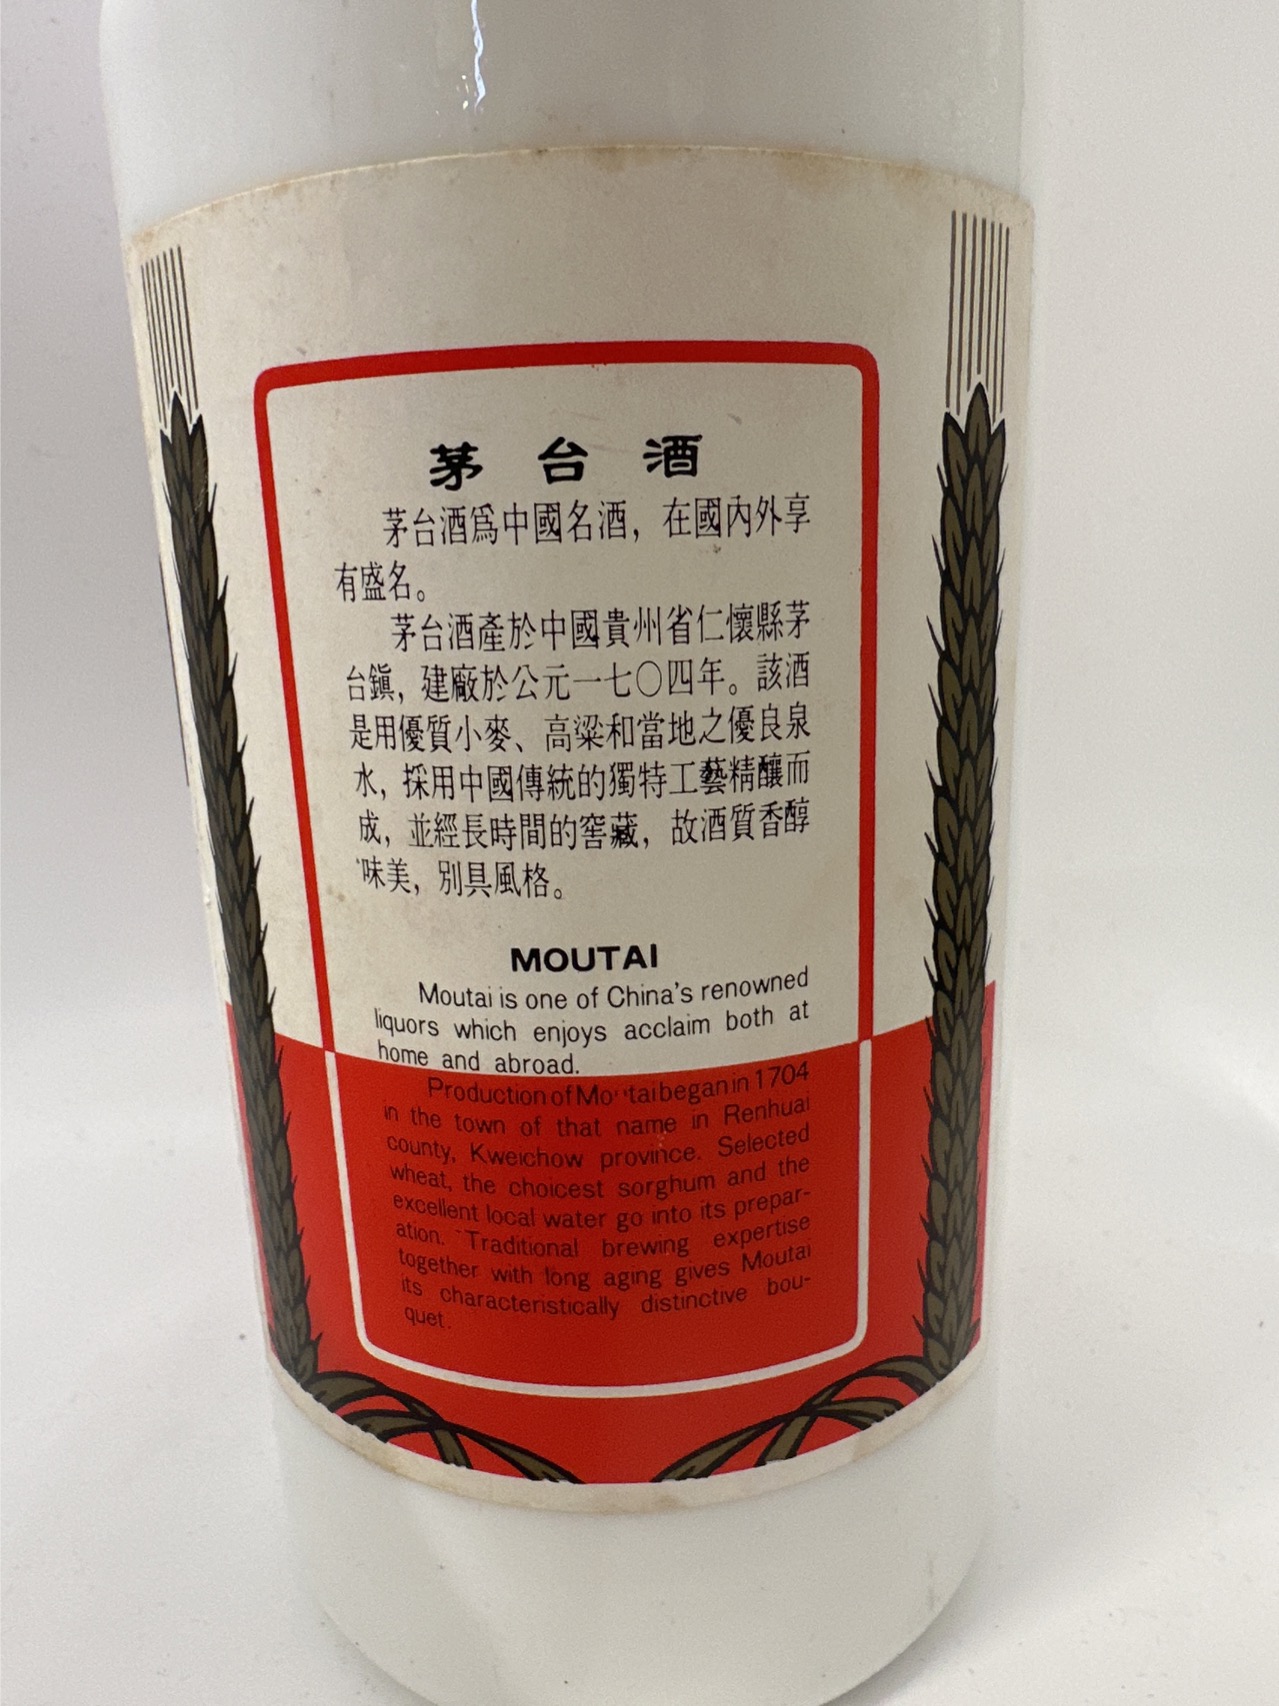 茅台酒
茅台酒爲中國名酒，在國內外享
有盛名。
茅台酒產於中國貴州省仁懷縣茅
台鎭，建廠於公元一七〇四年。該酒
是用優質小麥、高梁和當地之優良泉
水，採用中國傳統的獨特工藝精釀而
成，並經長時間的窖藏，故酒質香醇
味美，別具風格。
MOUTAI
Moutai is one of China's renowned
liquors which enjoys acclaim both at
home and abroad.
Production of Moutai began in 1704
in the town of that name in Renhuai
county, Kweichow province. Selected
wheat, the choicest sorghum and the
excellent local water go into its prepar-
ation. Traditional brewing expertise
together with long aging gives Moutai
its characteristically distinctive bou-
quet.